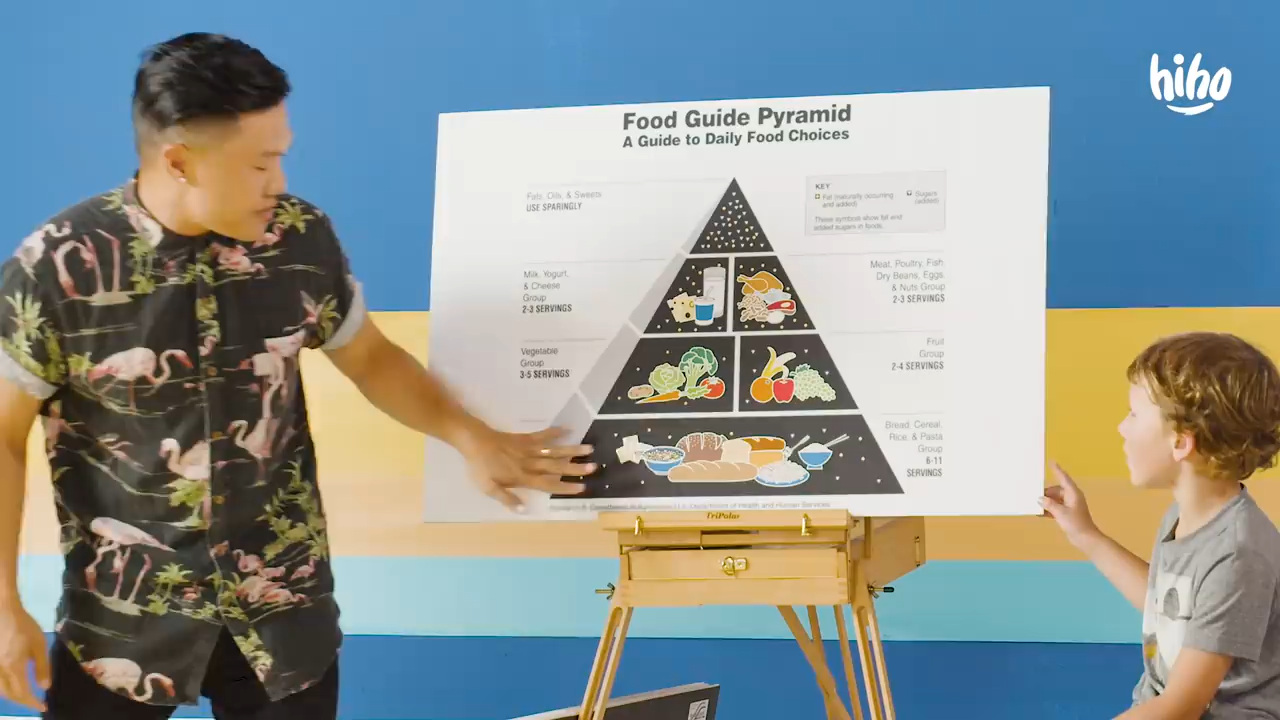 hiho
Food Guide Pyramid
A Guide to Daily Food Choices
Fats, Oils, & Sweets
USE SPARINGLY
KEY
Fat (naturally occurring
and added)
Sugars
(added)
These symbols show fat and
added sugars in foods.
Milk, Yogurt,
& Cheese
Group
2-3 SERVINGS
Meat, Poultry, Fish,
Dry Beans, Eggs,
& Nuts Group
2-3 SERVINGS
Vegetable
Group
3-5 SERVINGS
Fruit
Group
2-4 SERVINGS
Bread, Cereal,
Rice, & Pasta
Group
6-11
SERVINGS
Department of Health and Human Services
TriPolar